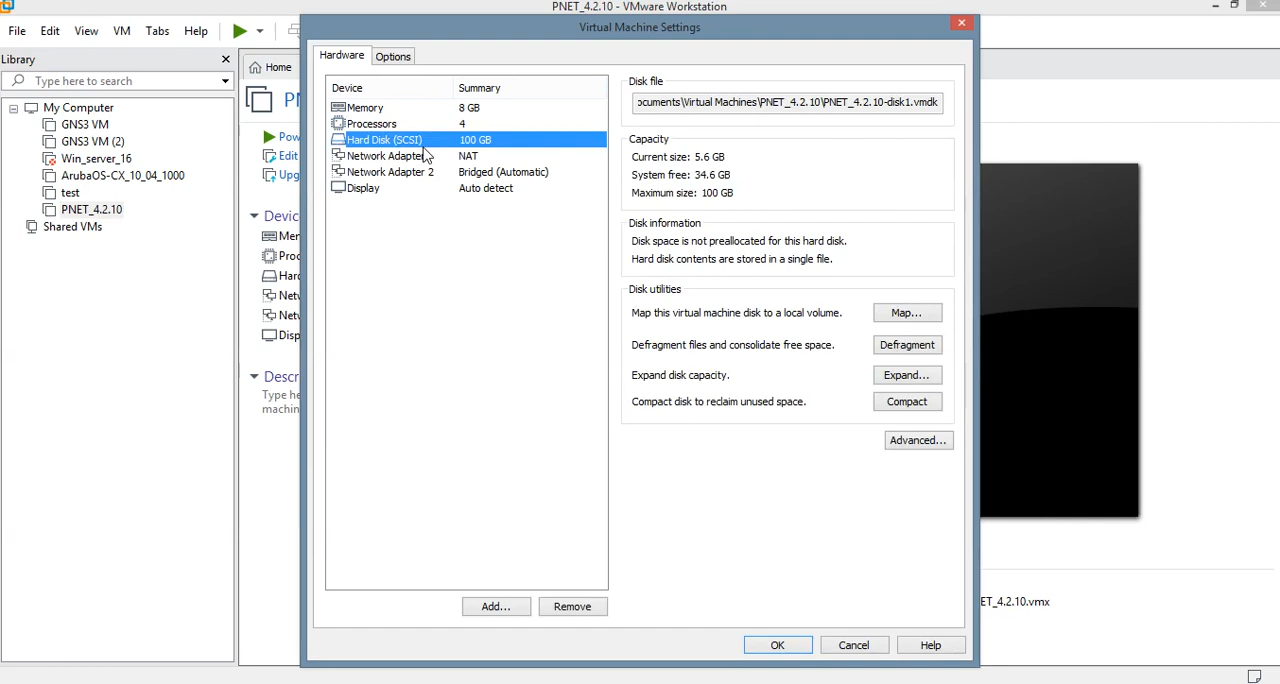 PNET_4.2.10 - VMware Workstation
File Edit View VM Tabs Help
Library
Type here to search
My Computer
GNS3 VM
GNS3 VM (2)
Win_server_16
ArubaOS-CX_10_04_1000
test
PNET_4.2.10
Shared VMs
Home
Virtual Machine Settings
Hardware Options
Device Summary
Memory 8 GB
Processors 4
Hard Disk (SCSI) 100 GB
Network Adapter NAT
Network Adapter 2 Bridged (Automatic)
Display Auto detect
Add... Remove
Disk file
ocuments\Virtual Machines\PNET_4.2.10\PNET_4.2.10-disk1.vmdk
Capacity
Current size: 5.6 GB
System free: 34.6 GB
Maximum size: 100 GB
Disk information
Disk space is not preallocated for this hard disk.
Hard disk contents are stored in a single file.
Disk utilities
Map this virtual machine disk to a local volume. Map...
Defragment files and consolidate free space. Defragment
Expand disk capacity. Expand...
Compact disk to reclaim unused space. Compact
Advanced...
OK Cancel Help
ET_4.2.10.vmx